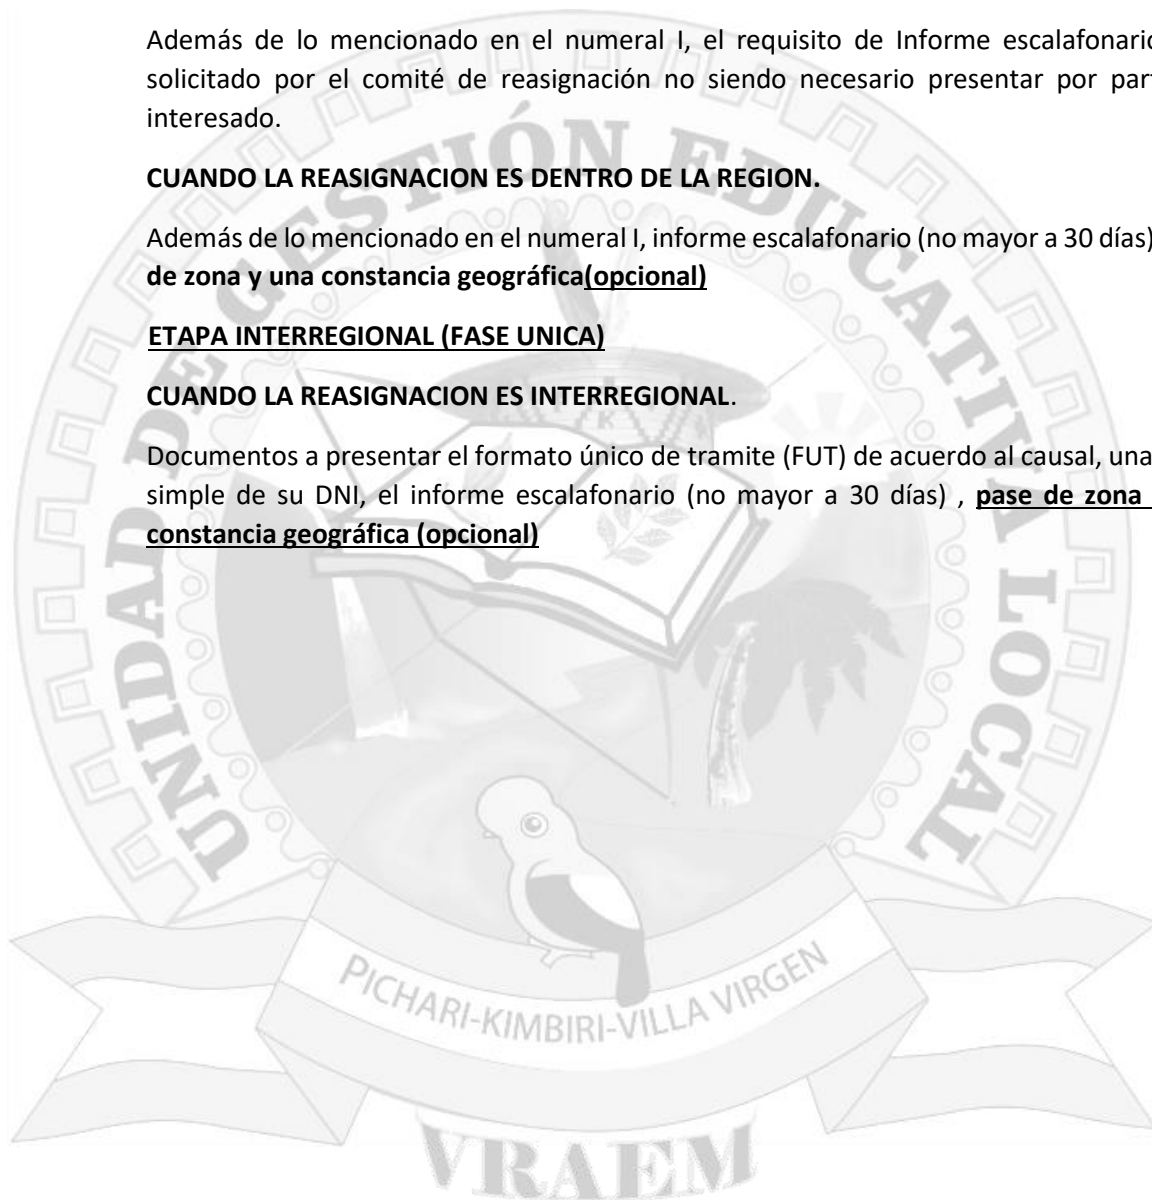 Además de lo mencionado en el numeral I, el requisito de Informe escalafonario
solicitado por el comité de reasignación no siendo necesario presentar por par
interesado.
CUANDO LA REASIGNACION ES DENTRO DE LA REGION.
Además de lo mencionado en el numeral I, informe escalafonario (no mayor a 30 días)
de zona y una constancia geográfica(opcional)
ETAPA INTERREGIONAL (FASE UNICA)
CUANDO LA REASIGNACION ES INTERREGIONAL.
Documentos a presentar el formato único de tramite (FUT) de acuerdo al causal, una
simple de su DNI, el informe escalafonario (no mayor a 30 días) , pase de zona
constancia geográfica (opcional)
UNIDAD DE GESTIÓN EDUCATIVA LOCAL
PICHARI-KIMBIRI-VILLA VIRGEN
VRAEM